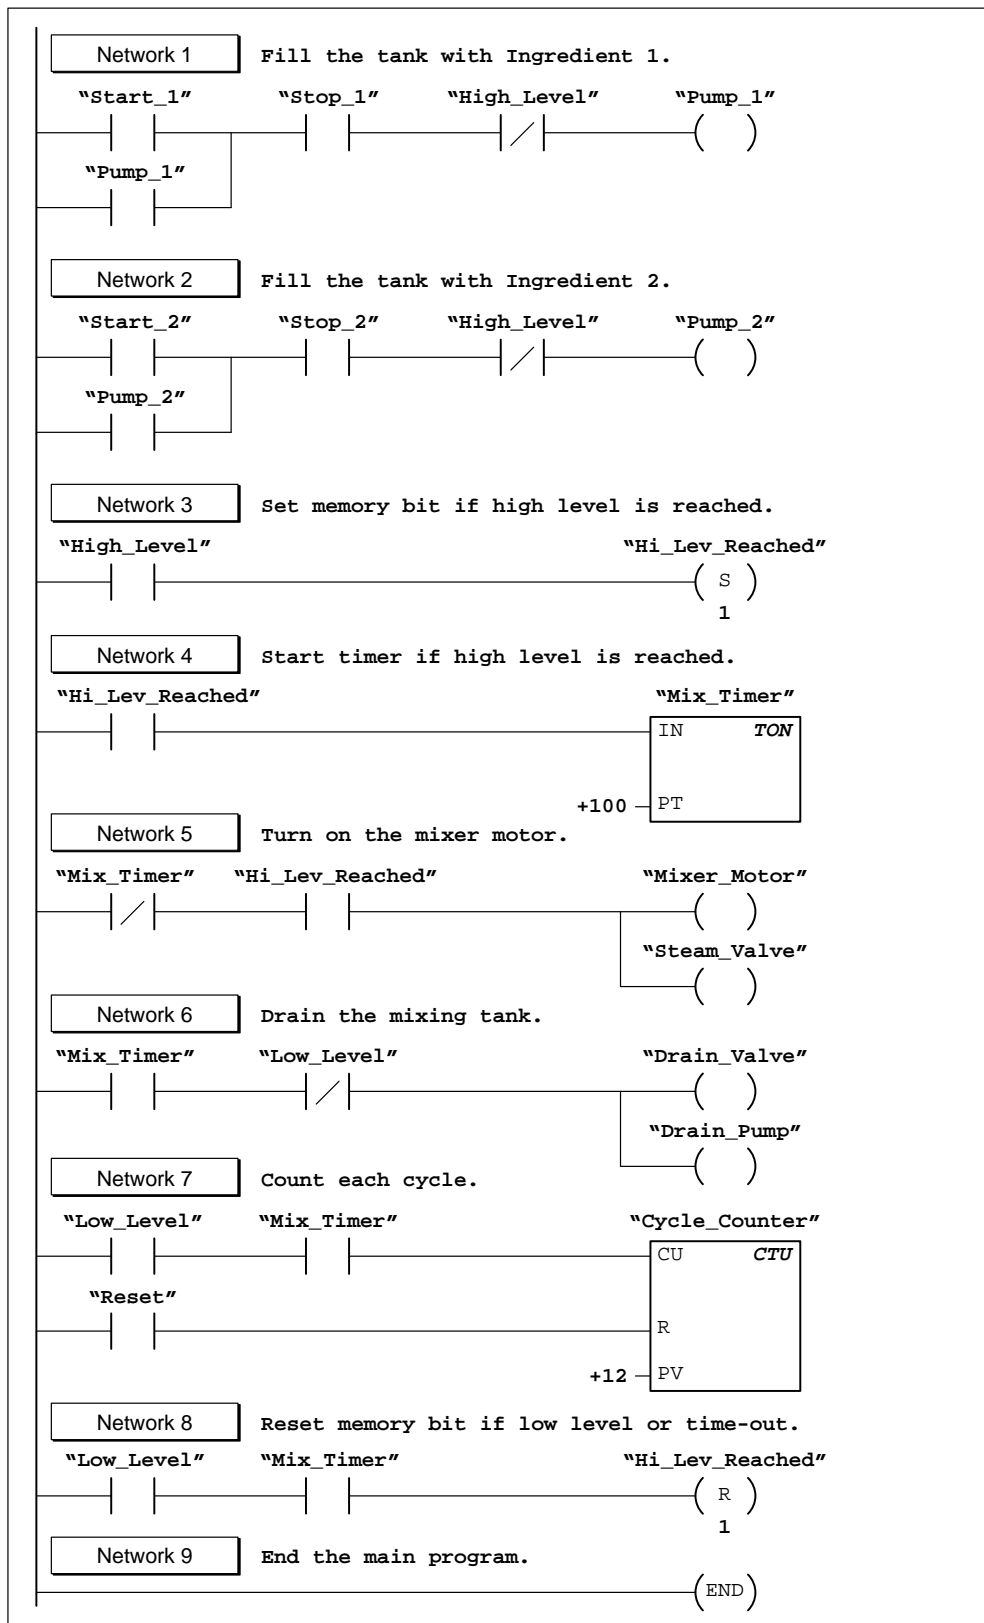 Network 1 Fill the tank with Ingredient 1.
“Start_1” “Stop_1” “High_Level” “Pump_1”
“Pump_1”
Network 2 Fill the tank with Ingredient 2.
“Start_2” “Stop_2” “High_Level” “Pump_2”
“Pump_2”
Network 3 Set memory bit if high level is reached.
“High_Level” “Hi_Lev_Reached”
S
1
Network 4 Start timer if high level is reached.
“Hi_Lev_Reached” “Mix_Timer”
IN TON
+100 PT
Network 5 Turn on the mixer motor.
“Mix_Timer” “Hi_Lev_Reached” “Mixer_Motor”
“Steam_Valve”
Network 6 Drain the mixing tank.
“Mix_Timer” “Low_Level” “Drain_Valve”
“Drain_Pump”
Network 7 Count each cycle.
“Low_Level” “Mix_Timer” “Cycle_Counter”
CU CTU
“Reset”
R
+12 PV
Network 8 Reset memory bit if low level or time-out.
“Low_Level” “Mix_Timer” “Hi_Lev_Reached”
R
1
Network 9 End the main program.
END